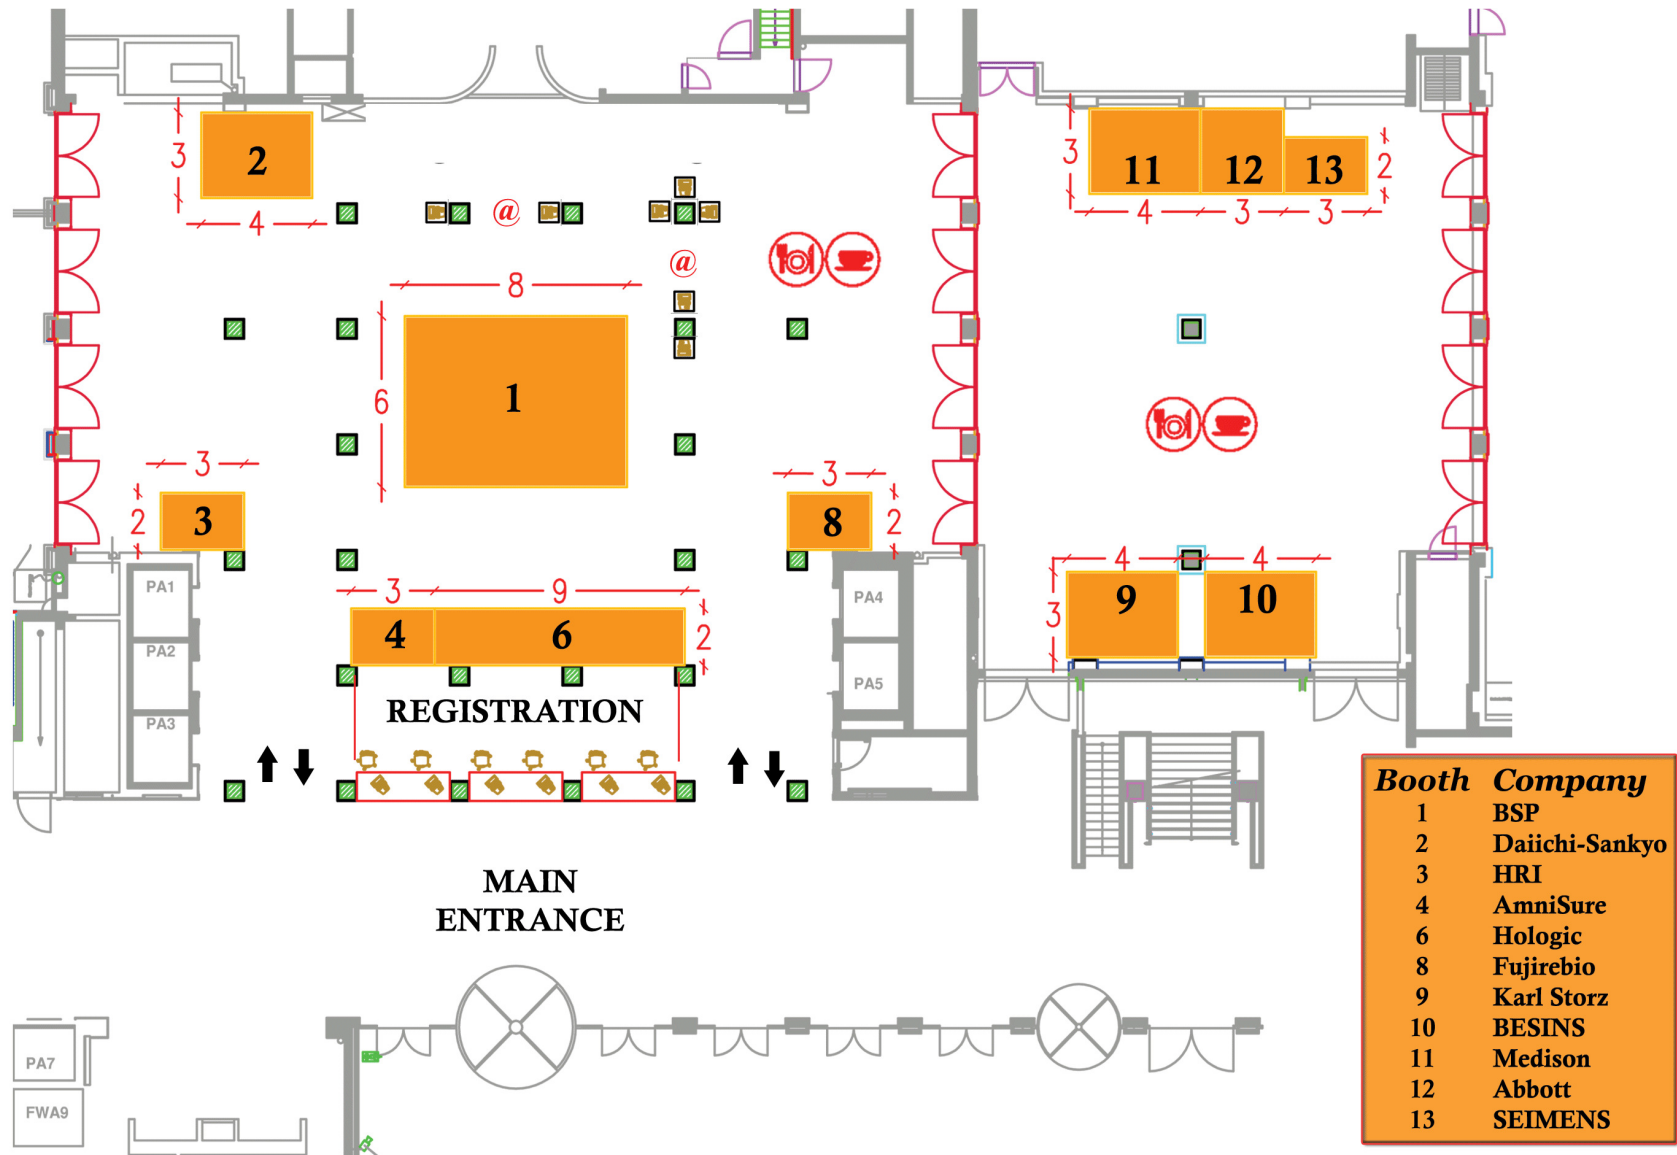 3
2
4
@
@
8
6
1
3
11
12
13
2
4
3
3
3
2
3
3
8
2
PA1
PA2
PA3
3
9
4
6
2
PA4
PA5
4
4
3
9
10
REGISTRATION
MAIN
ENTRANCE
PA7
FWA9
Booth Company
1 BSP
2 Daiichi-Sankyo
3 HRI
4 AmniSure
6 Hologic
8 Fujirebio
9 Karl Storz
10 BESINS
11 Medison
12 Abbott
13 SEIMENS